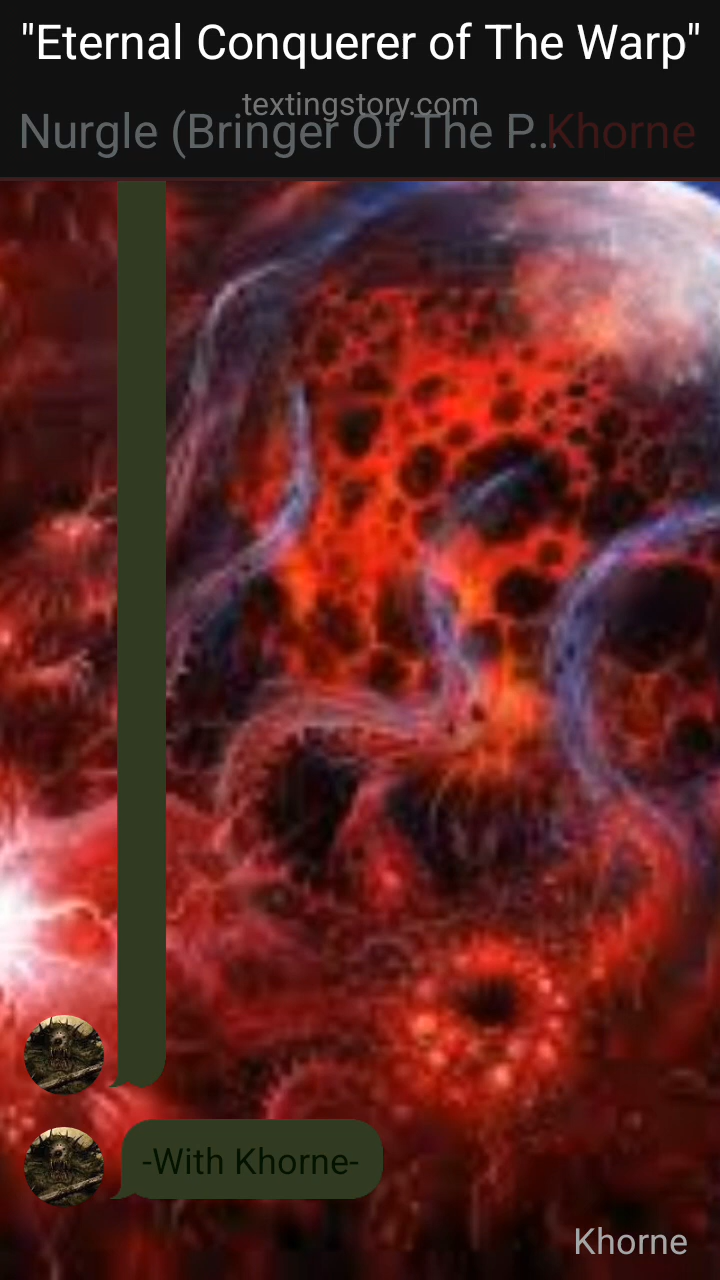 "Eternal Conquerer of The Warp"
textingstory.com
Nurgle (Bringer Of The P... Khorne
-With Khorne-
Khorne